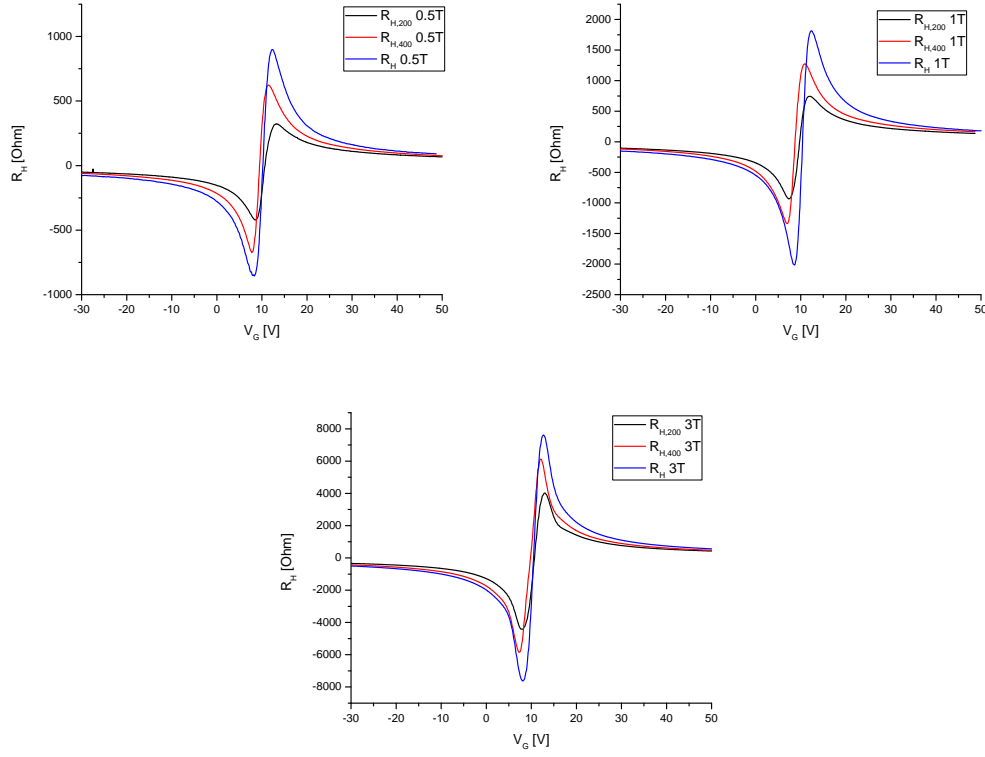 R_H,200 0.5T
R_H,400 0.5T
R_H 0.5T
1000
500
0
-500
-1000
R_H [Ohm]
-30 -20 -10 0 10 20 30 40 50
V_G [V]
R_H,200 1T
R_H,400 1T
R_H 1T
2000
1500
1000
500
0
-500
-1000
-1500
-2000
-2500
R_H [Ohm]
-30 -20 -10 0 10 20 30 40 50
V_G [V]
R_H,200 3T
R_H,400 3T
R_H 3T
8000
6000
4000
2000
0
-2000
-4000
-6000
-8000
R_H [Ohm]
-30 -20 -10 0 10 20 30 40 50
V_G [V]